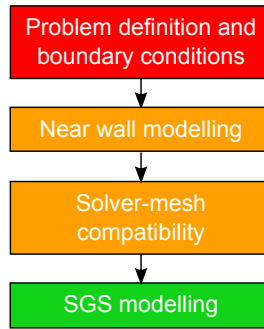 Problem definition and
boundary conditions
Near wall modelling
Solver-mesh
compatibility
SGS modelling